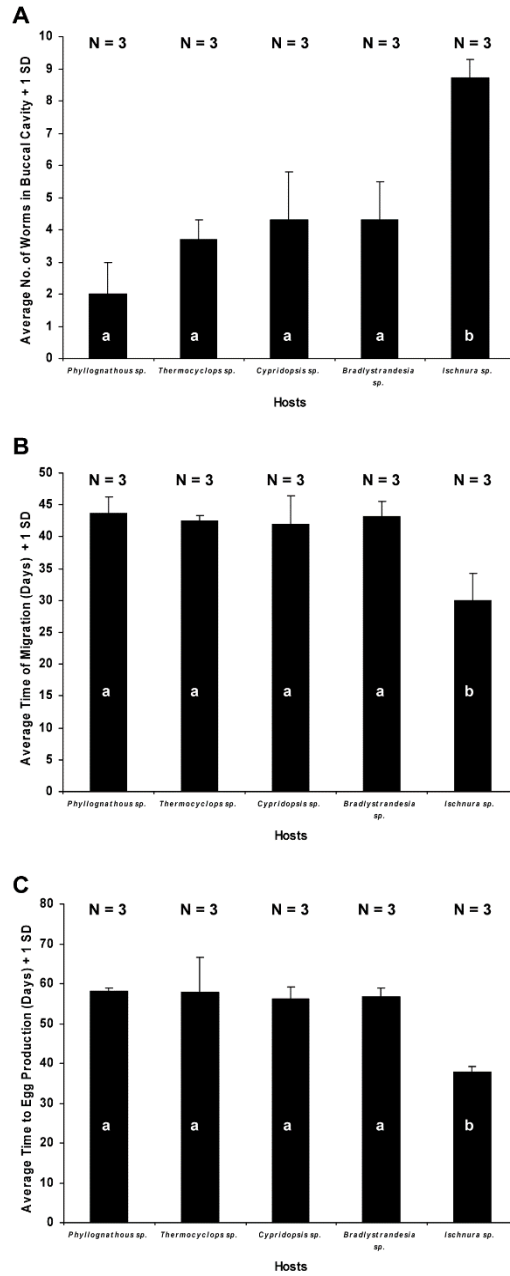 A
Average No. of Worms in Buccal Cavity + 1 SD
10
9
8
7
6
5
4
3
2
1
0
N = 3 N = 3 N = 3 N = 3 N = 3
a a a a b
Phyllognathous sp. Thermocyclops sp. Cypridopsis sp. Bradlystrandesia Ischnura sp.
sp.
Hosts
B
Average Time of Migration (Days) + 1 SD
50
45
40
35
30
25
20
15
10
5
0
N = 3 N = 3 N = 3 N = 3 N = 3
a a a a b
Phyllognathous sp. Thermocyclops sp. Cypridopsis sp. Bradlystrandesia Ischnura sp.
sp.
Hosts
C
Average Time to Egg Production (Days) + 1 SD
80
70
60
50
40
30
20
10
0
N = 3 N = 3 N = 3 N = 3 N = 3
a a a a b
Phyllognathous sp. Thermocyclops sp. Cypridopsis sp. Bradlystrandesia Ischnura sp.
sp.
Hosts